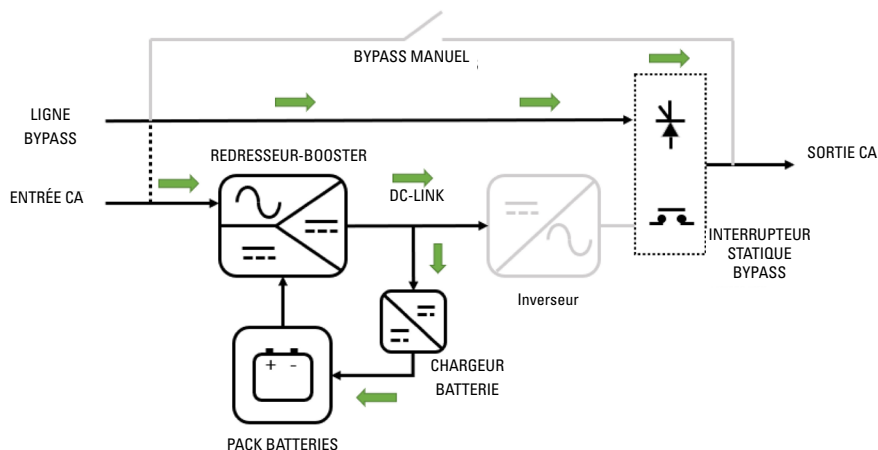 BYPASS MANUEL
LIGNE
BYPASS
REDRESSEUR-BOOSTER
SORTIE CA
ENTRÉE CA
DC-LINK
INTERRUPTEUR
STATIQUE
BYPASS
Inverseur
+ -
CHARGEUR
BATTERIE
PACK BATTERIES